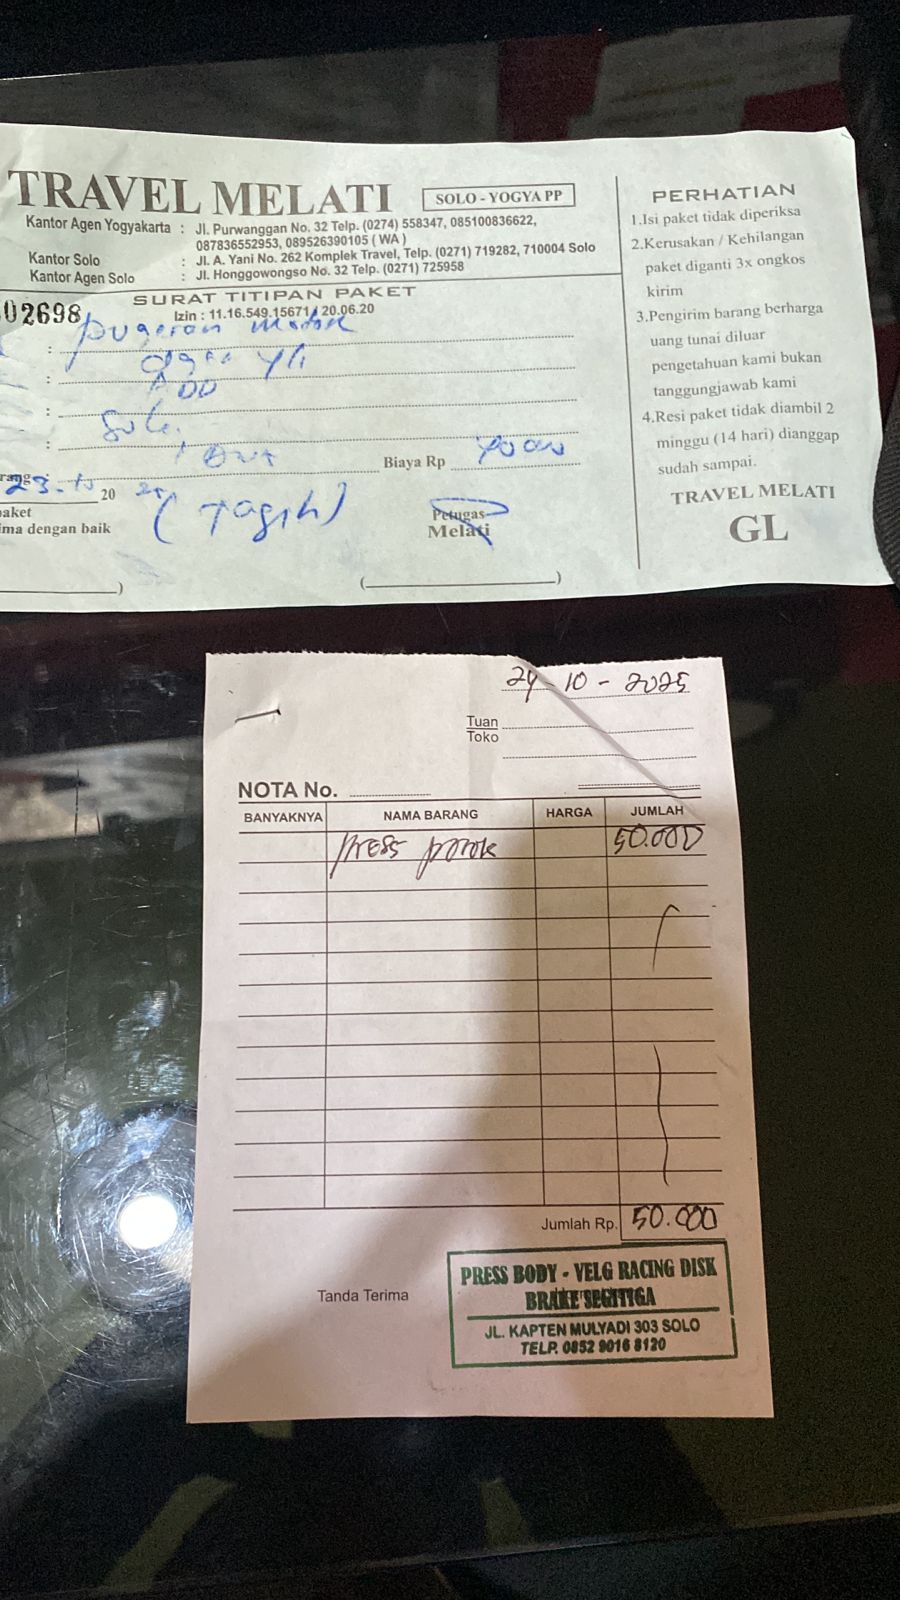 TRAVEL MELATI
SOLO - YOGYA PP
Kantor Agen Yogyakarta : Jl. Purwanggan No. 32 Telp. (0274) 558347, 085100836622,
087836552953, 089526390105 ( WA )
Kantor Solo : Jl. A. Yani No. 262 Komplek Travel, Telp. (0271) 719282, 710004 Solo
Kantor Agen Solo : Jl. Honggowongso No. 32 Telp. (0271) 725958
SURAT TITIPAN PAKET
02698
Izin : 11.16.549.15671/ 20.06.20
pugeran motor
:
:
:
:
Biaya Rp
20
aket
ima dengan baik
(Tagih)
Petugas
Melati
PERHATIAN
1.Isi paket tidak diperiksa
2.Kerusakan / Kehilangan
paket diganti 3x ongkos
kirim
3.Pengirim barang berharga
uang tunai diluar
pengetahuan kami bukan
tanggungjawab kami
4.Resi paket tidak diambil 2
minggu (14 hari) dianggap
sudah sampai.
TRAVEL MELATI
GL
24-10-2025
Tuan
Toko
NOTA No.
BANYAKNYA NAMA BARANG HARGA JUMLAH
press 50.000
Jumlah Rp. 50.000
Tanda Terima
PRESS BODY - VELG RACING DISK
BRAKE SEGITIGA
JL. KAPTEN MULYADI 303 SOLO
TELP. 0852 9016 8120